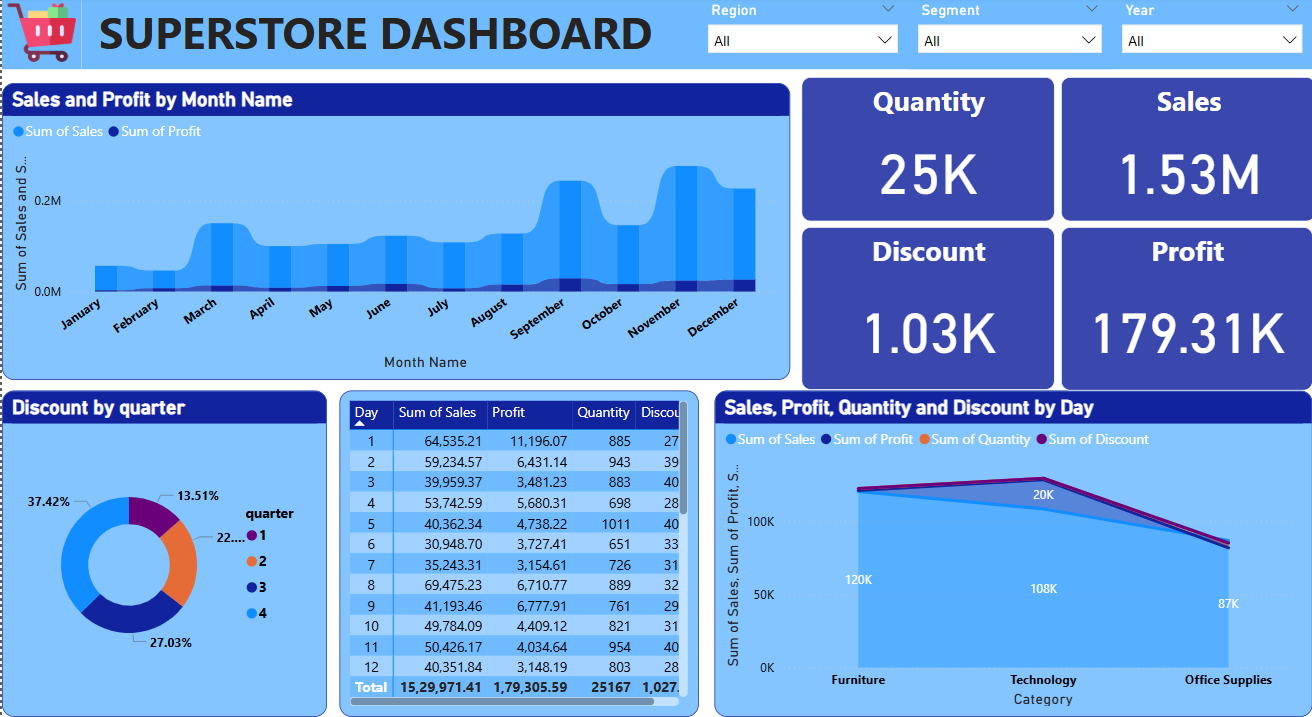 SUPERSTORE DASHBOARD
Region
All
Segment
All
Year
All
Sales and Profit by Month Name
Sum of Sales Sum of Profit
Sum of Sales and S...
0.2M
0.0M
January February March April May June July August September October November December
Month Name
Quantity
25K
Sales
1.53M
Discount
1.03K
Profit
179.31K
Discount by quarter
37.42%
13.51%
22....
27.03%
quarter
1
2
3
4
Day Sum of Sales Profit Quantity Discou
1 64,535.21 11,196.07 885 27
2 59,234.57 6,431.14 943 39
3 39,959.37 3,481.23 883 40
4 53,742.59 5,680.31 698 28
5 40,362.34 4,738.22 1011 40
6 30,948.70 3,727.41 651 33
7 35,243.31 3,154.61 726 31
8 69,475.23 6,710.77 889 32
9 41,193.46 6,777.91 761 29
10 49,784.09 4,409.12 821 31
11 50,426.17 4,034.64 954 40
12 40,351.84 3,148.19 803 28
Total 15,29,971.41 1,79,305.59 25167 1,027.
Sales, Profit, Quantity and Discount by Day
Sum of Sales Sum of Profit Sum of Quantity Sum of Discount
Sum of Sales, Sum of Profit, S...
100K
50K
0K
20K
120K
108K
87K
Furniture Technology Office Supplies
Category